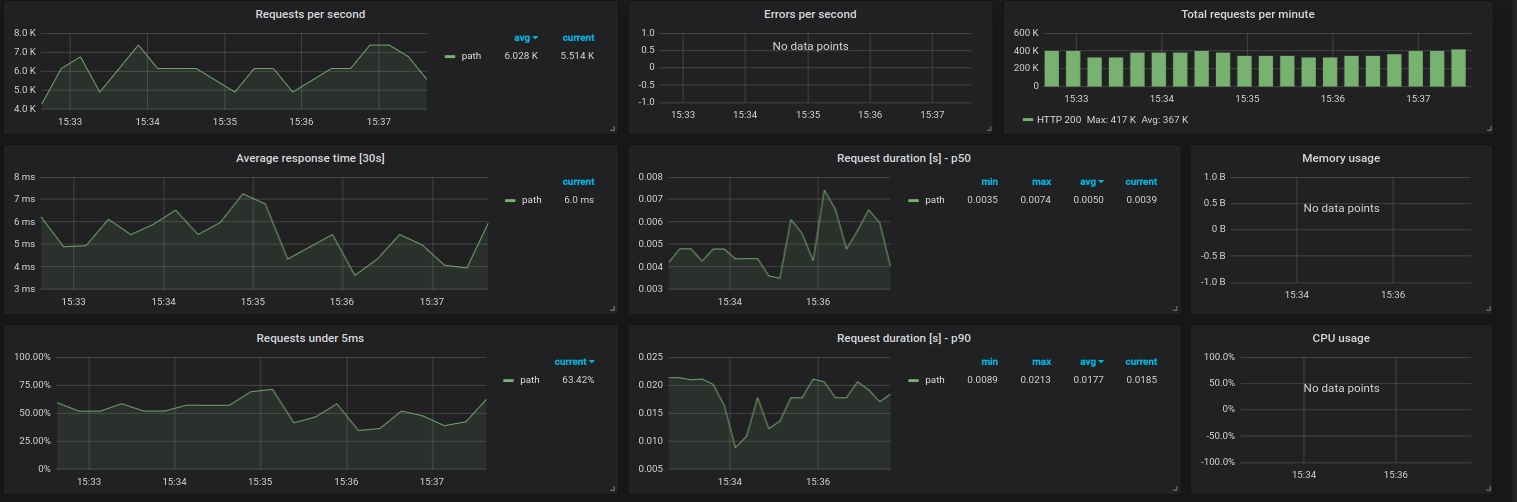 Requests per second
8.0 K
7.0 K
6.0 K
5.0 K
4.0 K
15:33 15:34 15:35 15:36 15:37
avg current
path 6.028 K 5.514 K
Errors per second
1.0
0.5
0
-0.5
-1.0
No data points
15:33 15:34 15:35 15:36 15:37
Total requests per minute
600 K
400 K
200 K
0
15:33 15:34 15:35 15:36 15:37
HTTP 200 Max: 417 K Avg: 367 K
Average response time [30s]
8 ms
7 ms
6 ms
5 ms
4 ms
3 ms
15:33 15:34 15:35 15:36 15:37
current
path 6.0 ms
Request duration [s] - p50
0.008
0.007
0.006
0.005
0.004
0.003
15:34 15:36
min max avg current
path 0.0035 0.0074 0.0050 0.0039
Memory usage
1.0 B
0.5 B
0 B
-0.5 B
-1.0 B
No data points
15:34 15:36
Requests under 5ms
100.00%
75.00%
50.00%
25.00%
0%
15:33 15:34 15:35 15:36 15:37
current
path 63.42%
Request duration [s] - p90
0.025
0.020
0.015
0.010
0.005
15:34 15:36
min max avg current
path 0.0089 0.0213 0.0177 0.0185
CPU usage
100.0%
50.0%
0%
-50.0%
-100.0%
No data points
15:34 15:36